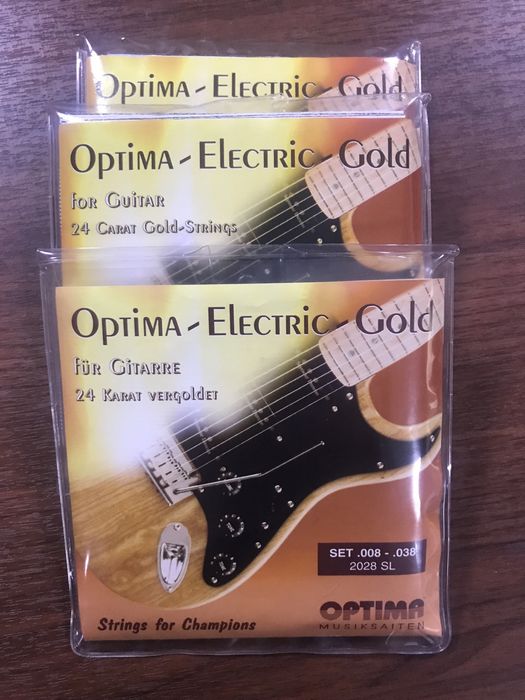 Optima - Electric - Gold
Optima - Electric - Gold
for Guitar
24 Carat Gold-Strings
Optima - Electric - Gold
für Gitarre
24 Karat vergoldet
SET .008 - .038
2028 SL
OPTIMA
MUSIKSAITEN
Strings for Champions